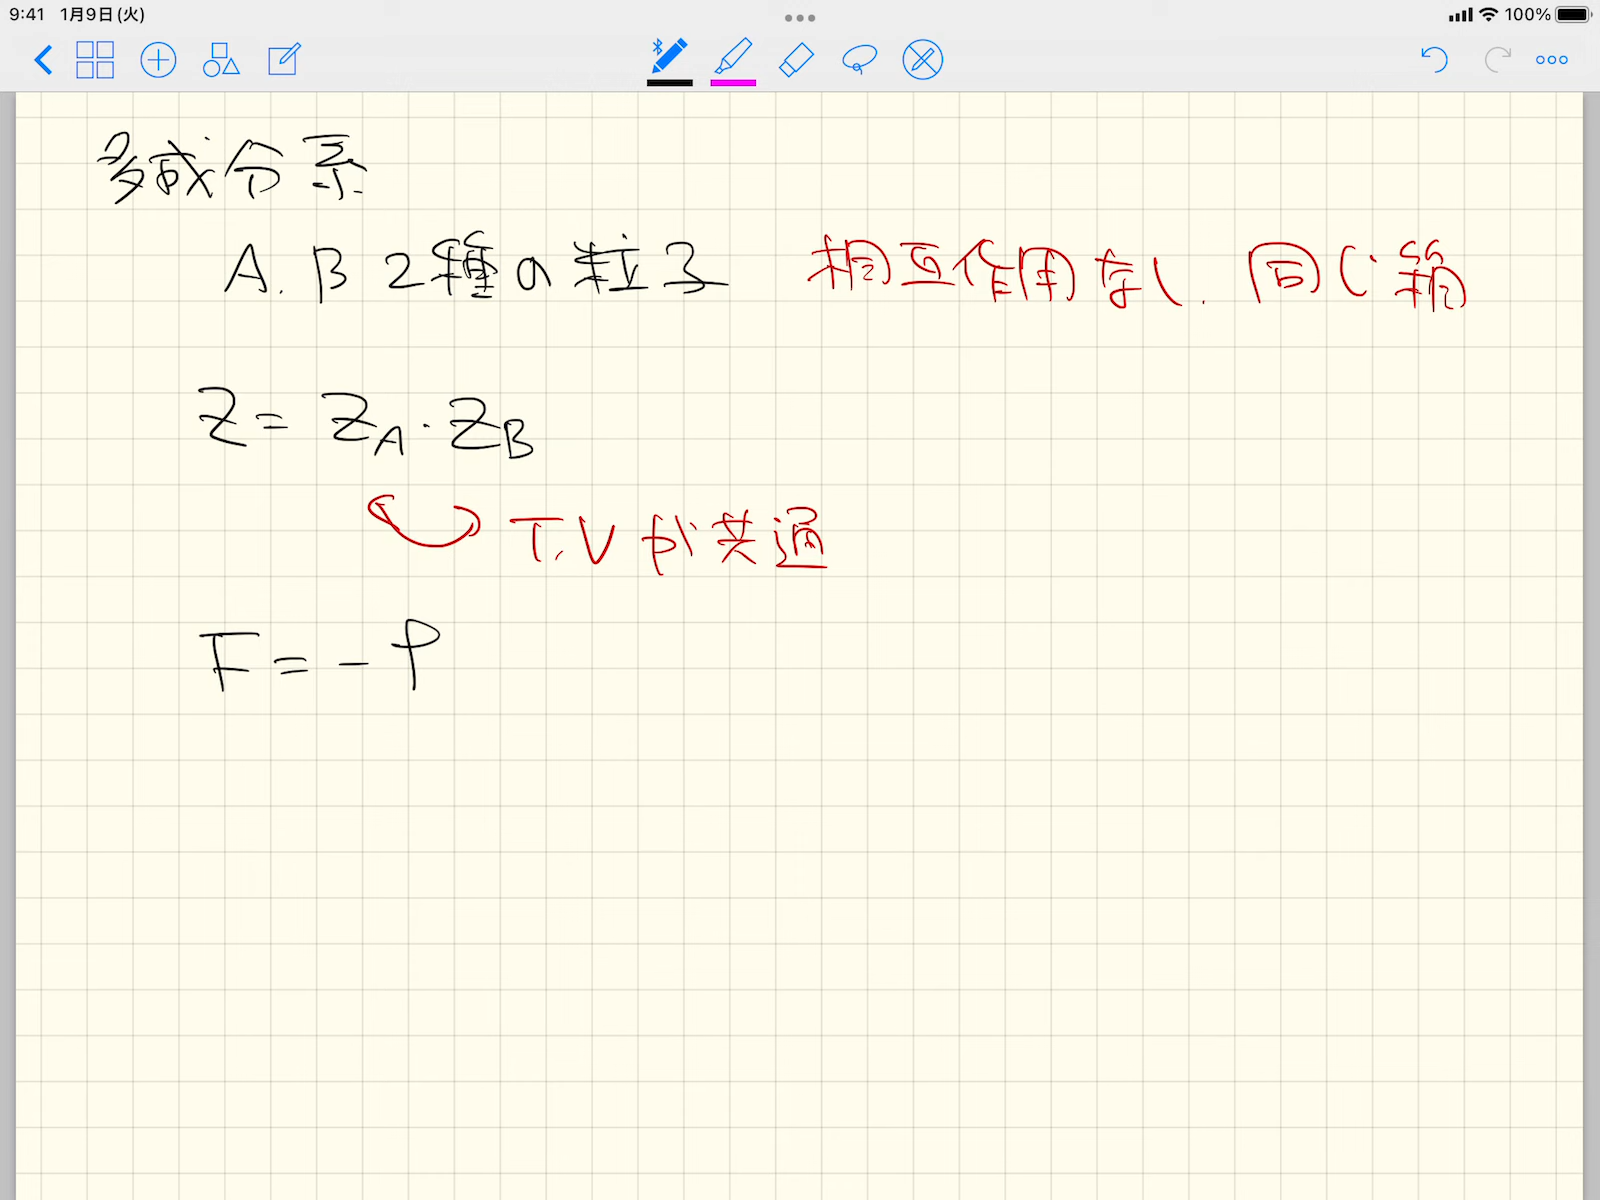 9:41 1月9日(火) 100%
多成分系
A.B 2種の粒子 相互作用なし. 同じ箱
Z = Z_A · Z_B
T, V が共通
F = - P